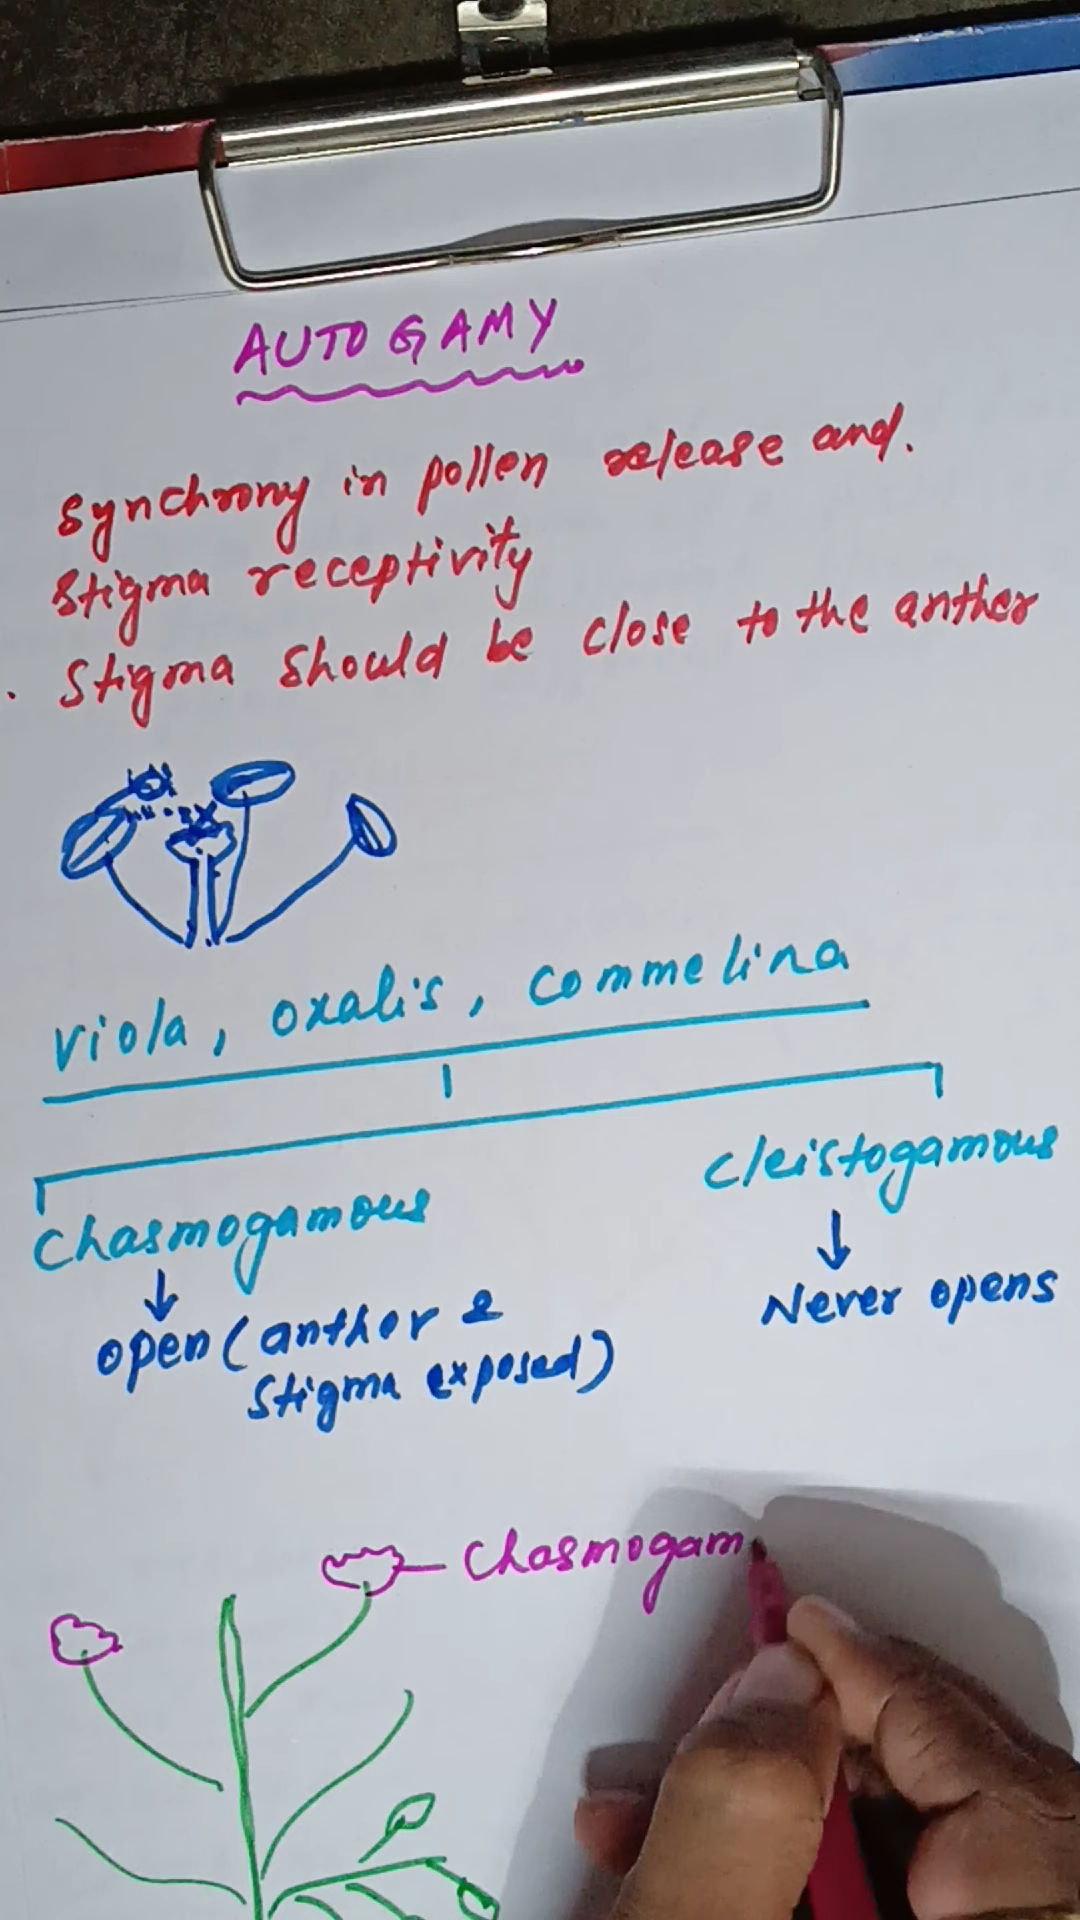 AUTOGAMY
Synchrony in pollen release and.
Stigma receptivity
. Stigma should be close to the anther
Viola, oxalis, commelina
Chasmogamous
Cleistogamous
open (anther &
Stigma exposed)
Never opens
Chasmogam